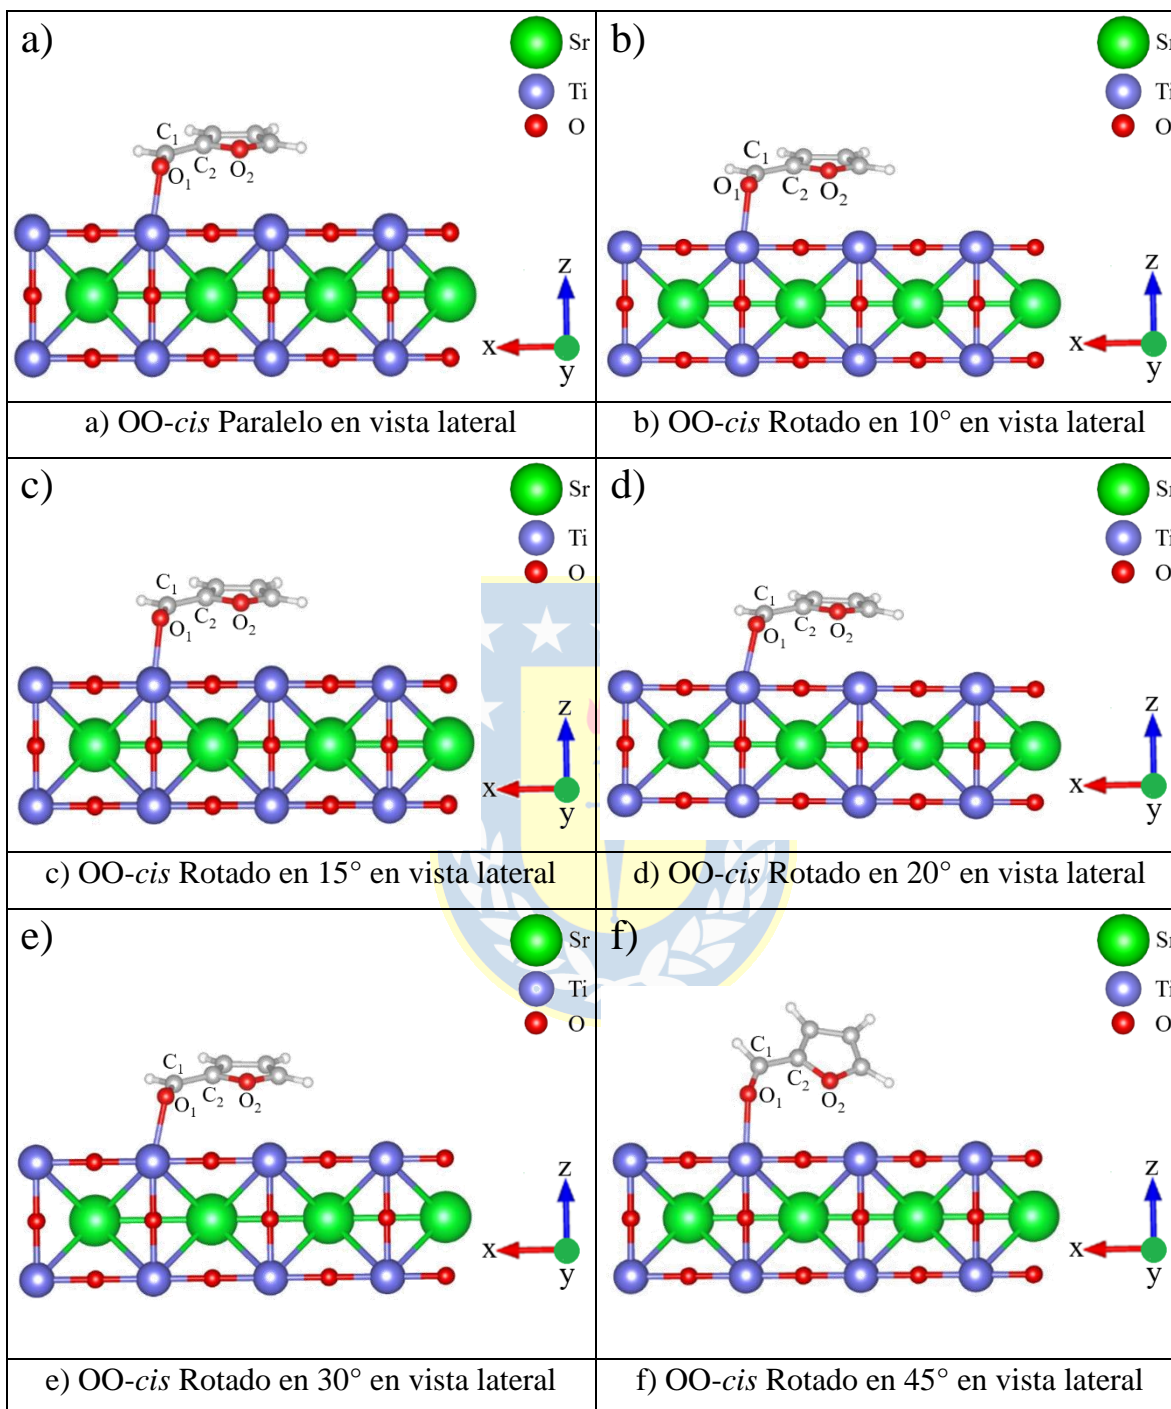 a)
Sr
Ti
O
C1
C2
O1
O2
z
x
y
a) OO-cis Paralelo en vista lateral
b)
Sr
Ti
O
C1
C2
O1
O2
z
x
y
b) OO-cis Rotado en 10° en vista lateral
c)
Sr
Ti
O
C1
C2
O1
O2
z
x
y
c) OO-cis Rotado en 15° en vista lateral
d)
Sr
Ti
O
C1
C2
O1
O2
z
x
y
d) OO-cis Rotado en 20° en vista lateral
e)
Sr
Ti
O
C1
C2
O1
O2
z
x
y
e) OO-cis Rotado en 30° en vista lateral
f)
Sr
Ti
O
C1
C2
O1
O2
z
x
y
f) OO-cis Rotado en 45° en vista lateral